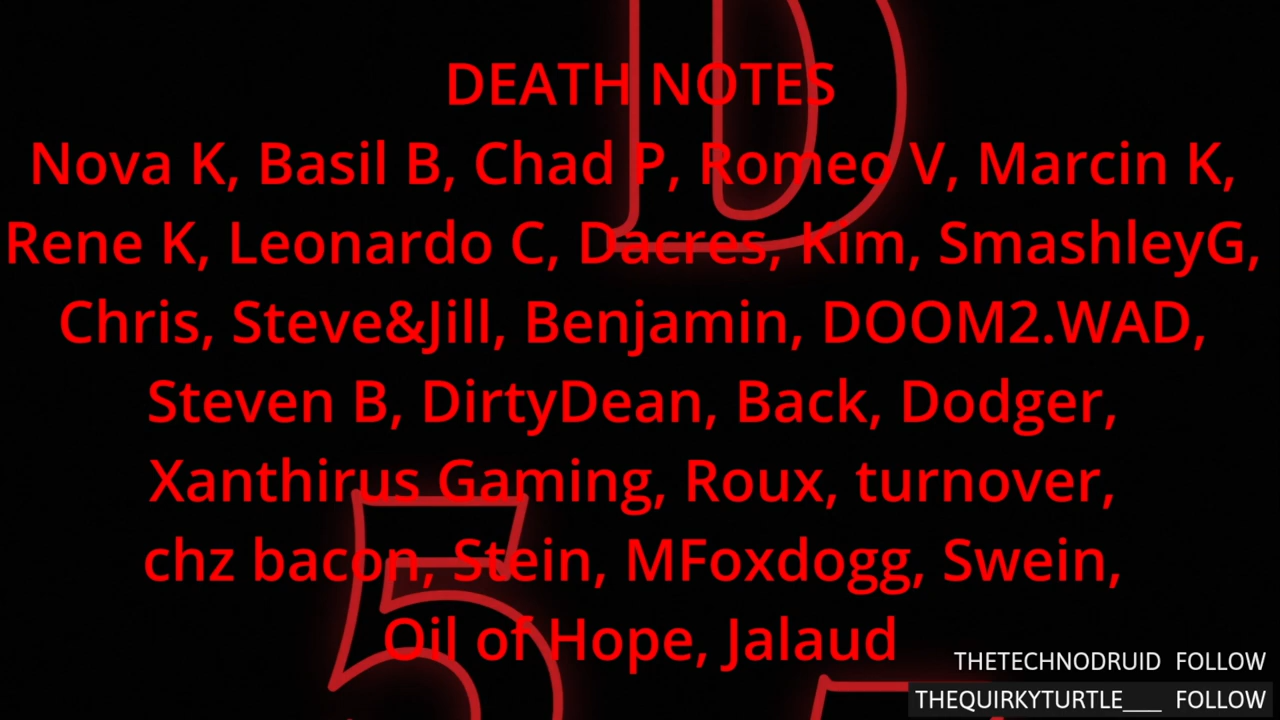 DEATH NOTES
Nova K, Basil B, Chad P, Romeo V, Marcin K,
Rene K, Leonardo C, Dacres, Kim, SmashleyG,
Chris, Steve&Jill, Benjamin, DOOM2.WAD,
Steven B, DirtyDean, Back, Dodger,
Xanthirus Gaming, Roux, turnover,
chz bacon, Stein, MFoxdogg, Swein,
Oil of Hope, Jalaud
THETECHNODRUID FOLLOW
THEQUIRKYTURTLE___ FOLLOW
D
5